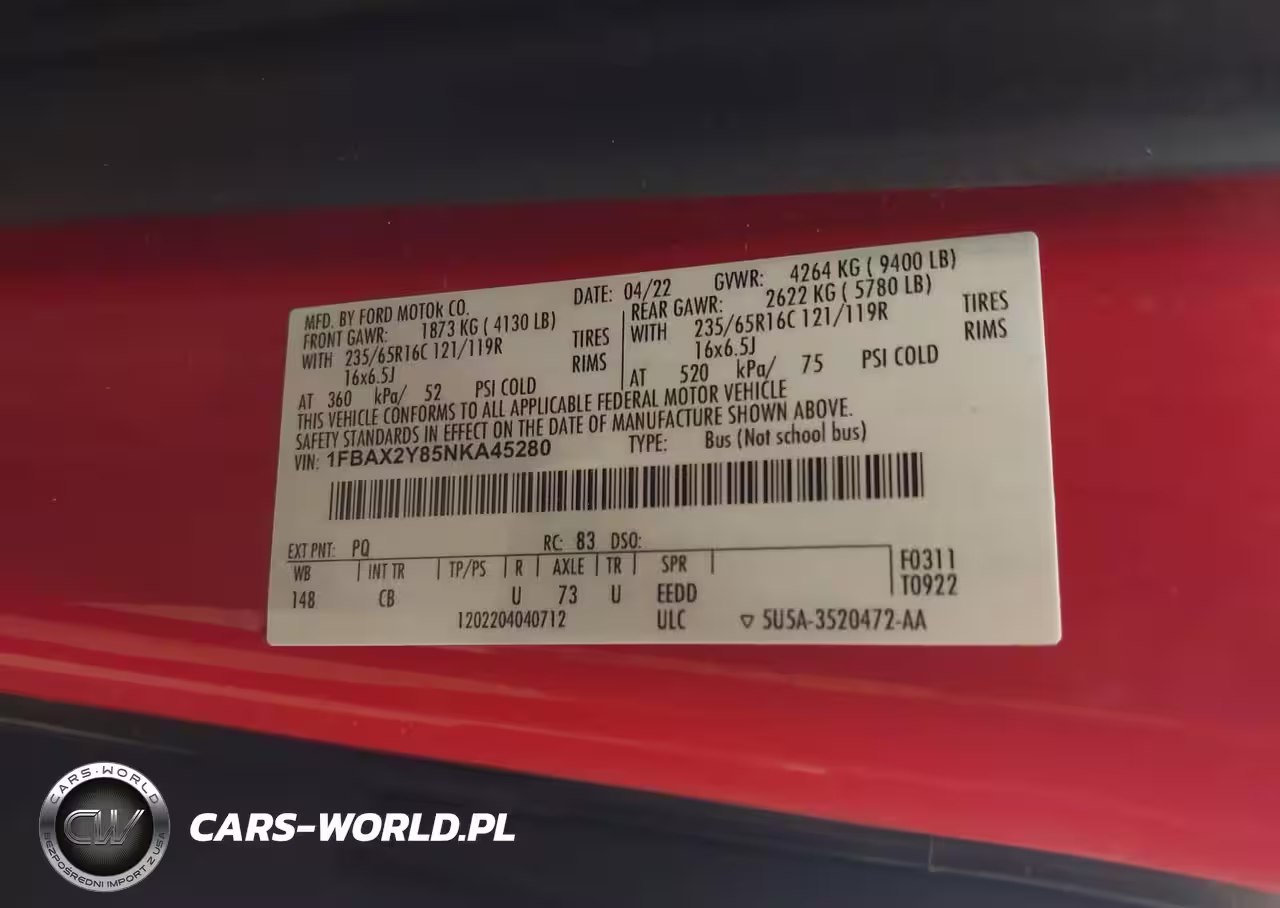 MFD. BY FORD MOTOR CO. DATE: 04/22 GVWR: 4264 KG ( 9400 LB)
FRONT GAWR: 1873 KG ( 4130 LB) REAR GAWR: 2622 KG ( 5780 LB)
WITH 235/65R16C 121/119R TIRES WITH 235/65R16C 121/119R TIRES
16x6.5J RIMS 16x6.5J RIMS
AT 360 kPa/ 52 PSI COLD AT 520 kPa/ 75 PSI COLD
THIS VEHICLE CONFORMS TO ALL APPLICABLE FEDERAL MOTOR VEHICLE
SAFETY STANDARDS IN EFFECT ON THE DATE OF MANUFACTURE SHOWN ABOVE.
VIN: 1FBAX2Y85NKA45280 TYPE: Bus (Not school bus)
EXT PNT: PQ RC: 83 DSO:
WB INT TR TP/PS R AXLE TR SPR F0311
148 CB U 73 U EEDD T0922
1202204040712 ULC ▽ 5U5A-3520472-AA
CARS-WORLD
CW
BEZPOŚREDNI IMPORT Z USA
CARS-WORLD.PL